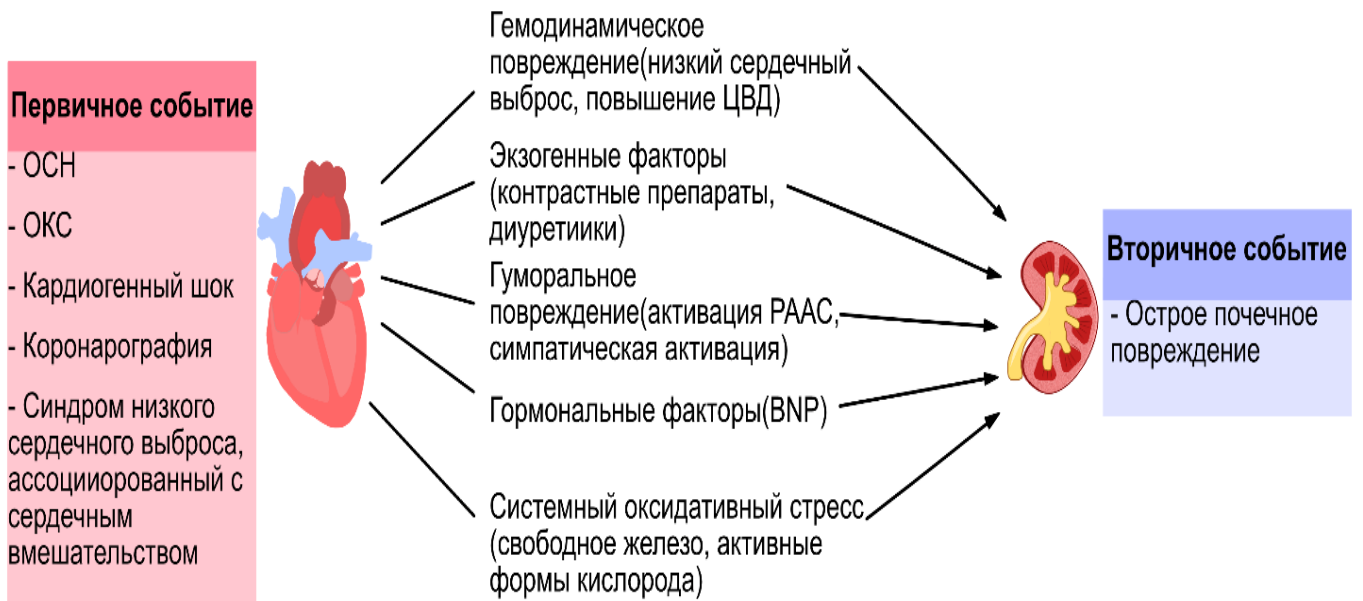 Первичное событие
- ОСН
- ОКС
- Кардиогенный шок
- Коронарография
- Синдром низкого
сердечного выброса,
ассоцииорованный с
сердечным
вмешательством
Гемодинамическое
повреждение(низкий сердечный
выброс, повышение ЦВД)
Экзогенные факторы
(контрастные препараты,
диуретиики)
Гуморальное
повреждение(активация РААС,
симпатическая активация)
Гормональные факторы(BNP)
Системный оксидативный стресс
(свободное железо, активные
формы кислорода)
Вторичное событие
- Острое почечное
повреждение